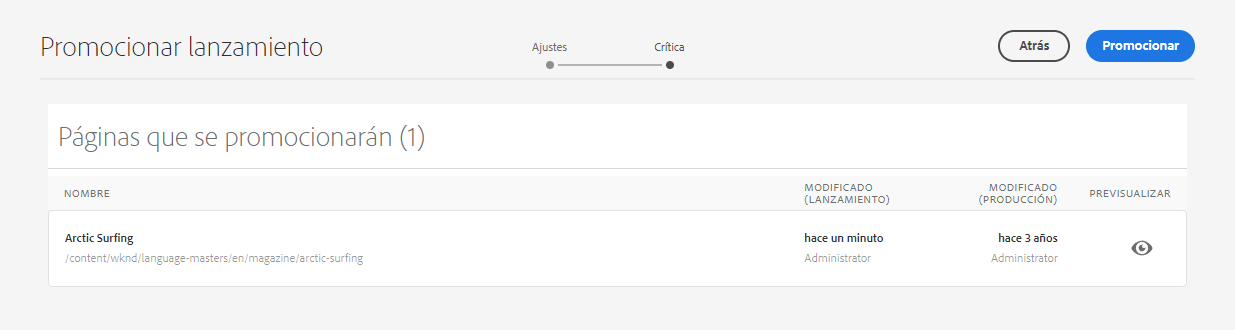 Promocionar lanzamiento
Ajustes
Crítica
Atrás
Promocionar
Páginas que se promocionarán (1)
NOMBRE
MODIFICADO
(LANZAMIENTO)
MODIFICADO
(PRODUCCIÓN)
PREVISUALIZAR
Arctic Surfing
/content/wknd/language-masters/en/magazine/arctic-surfing
hace un minuto
Administrator
hace 3 años
Administrator